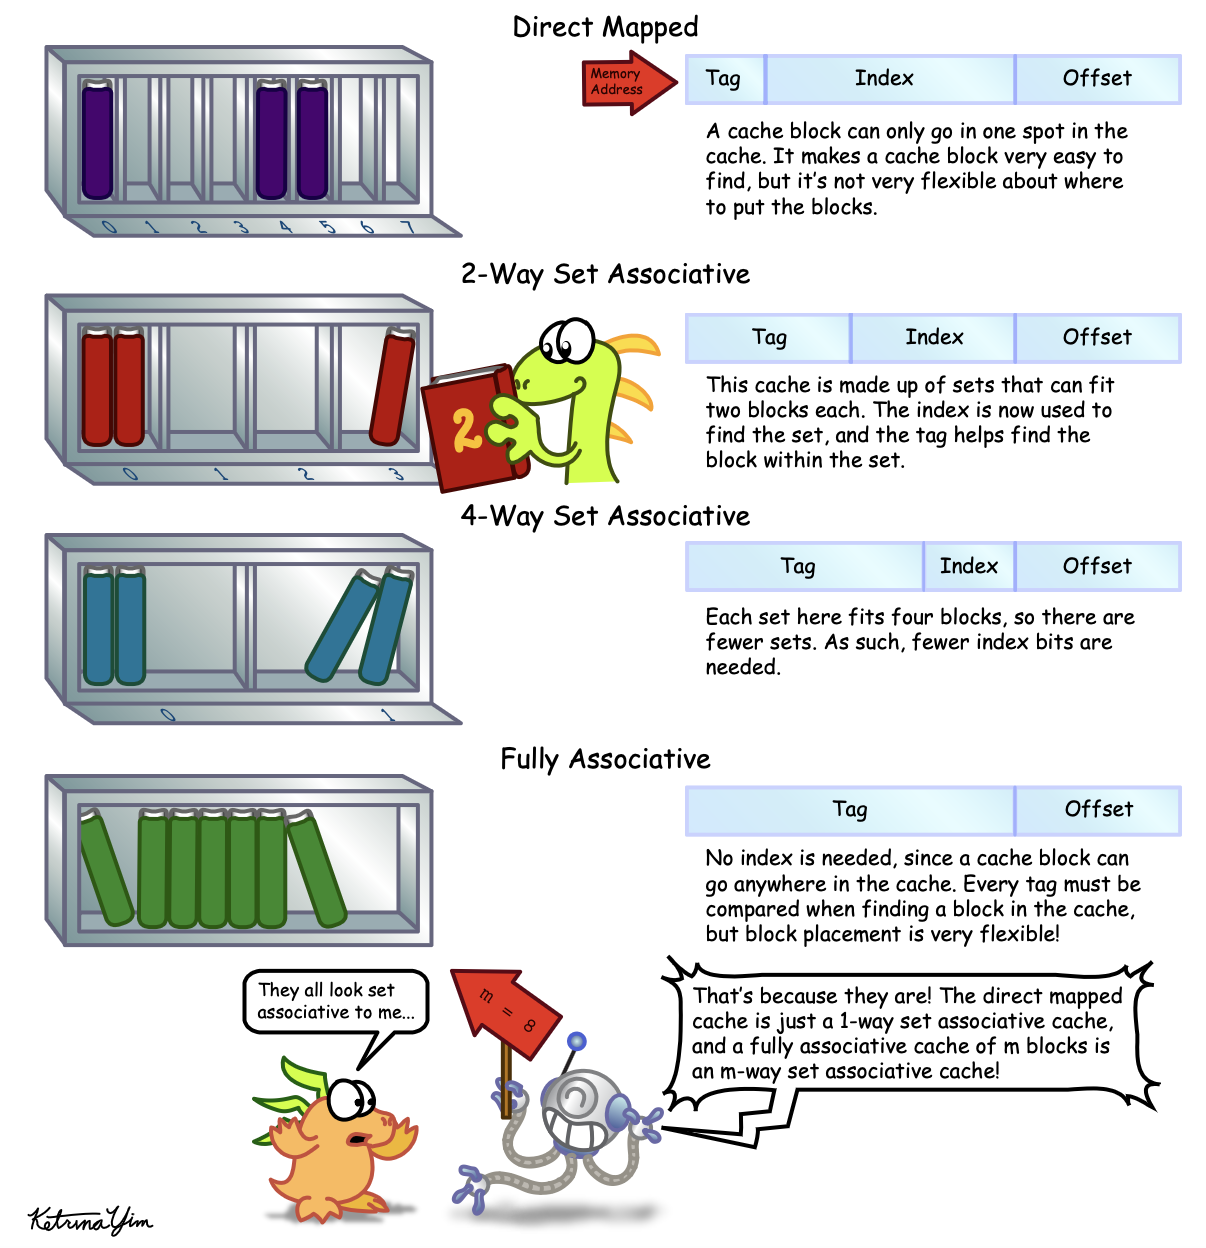 Direct Mapped
Memory
Address
Tag Index Offset
A cache block can only go in one spot in the
cache. It makes a cache block very easy to
find, but it's not very flexible about where
to put the blocks.
0 1 2 3 4 5 6 7
2-Way Set Associative
Tag Index Offset
This cache is made up of sets that can fit
two blocks each. The index is now used to
find the set, and the tag helps find the
block within the set.
2
0 1 2 3
4-Way Set Associative
Tag Index Offset
Each set here fits four blocks, so there are
fewer sets. As such, fewer index bits are
needed.
0 1
Fully Associative
Tag Offset
No index is needed, since a cache block can
go anywhere in the cache. Every tag must be
compared when finding a block in the cache,
but block placement is very flexible!
They all look set
associative to me...
m = 8
That's because they are! The direct mapped
cache is just a 1-way set associative cache,
and a fully associative cache of m blocks is
an m-way set associative cache!
Ketrina Yim